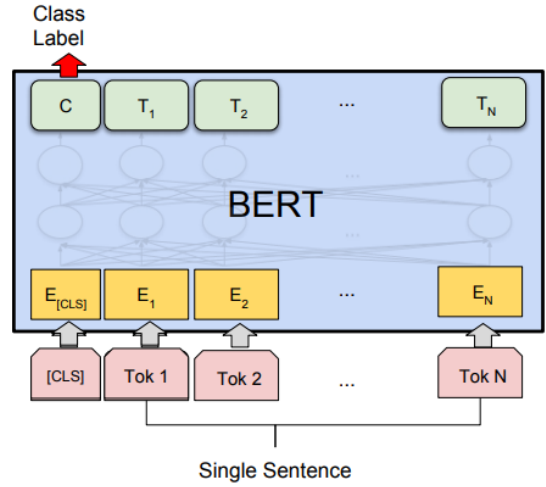 Class
Label
C T1 T2 ... TN
...
BERT
...
E[CLS] E1 E2 ... EN
[CLS] Tok 1 Tok 2 ... Tok N
Single Sentence